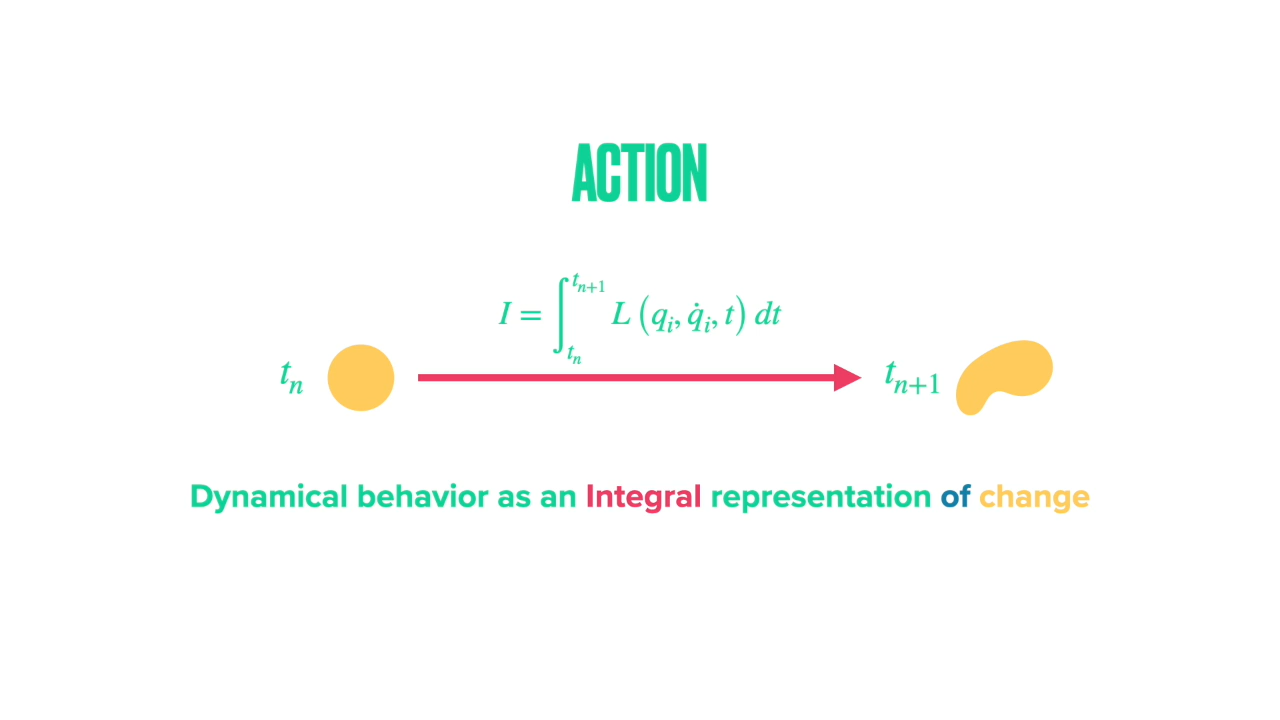 ACTION
I = ∫_{t_n}^{t_{n+1}} L (q_i, q̇_i, t) dt
t_n
t_{n+1}
Dynamical behavior as an Integral representation of change